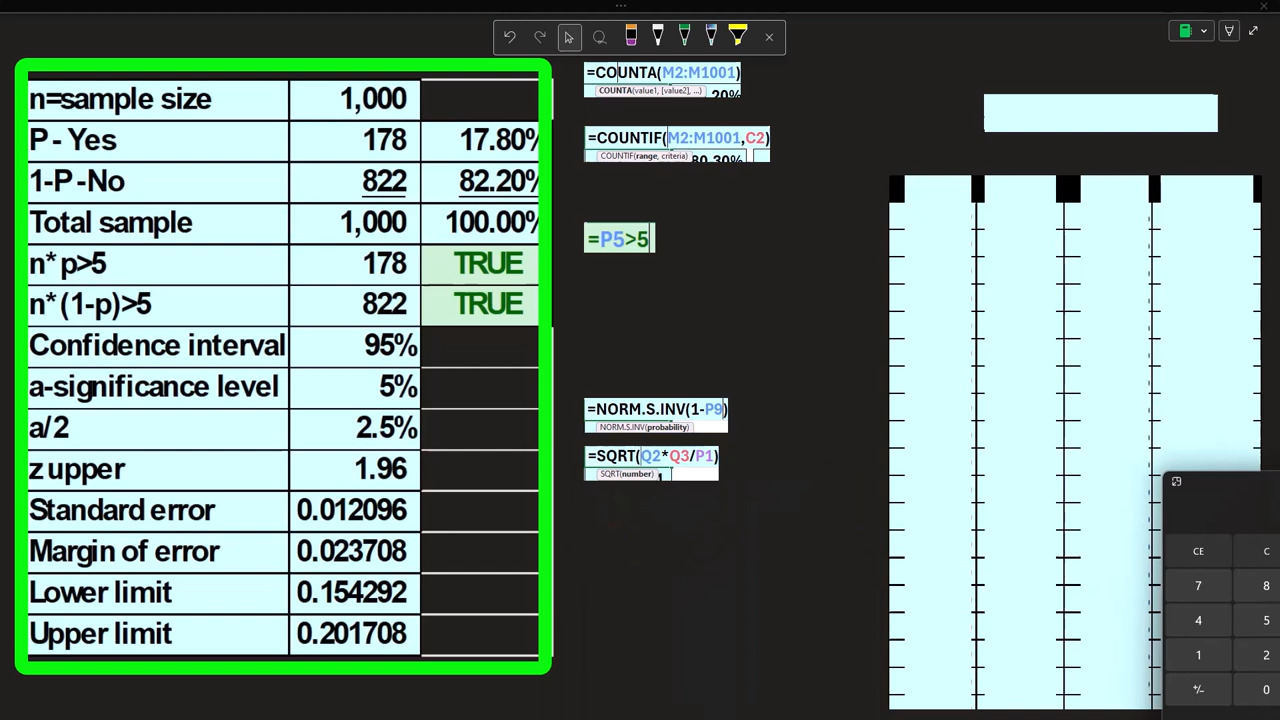 n=sample size 1,000
P - Yes 178 17.80%
1-P -No 822 82.20%
Total sample 1,000 100.00%
n* p>5 178 TRUE
n* (1-p)>5 822 TRUE
Confidence interval 95%
a-significance level 5%
a/2 2.5%
z upper 1.96
Standard error 0.012096
Margin of error 0.023708
Lower limit 0.154292
Upper limit 0.201708
=COUNTA(M2:M1001)
COUNTA(value1, [value2], ...) 20%
=COUNTIF(M2:M1001,C2)
COUNTIF(range, criteria) 80.30%
=P5>5
=NORM.S.INV(1-P9)
NORM.S.INV(probability)
=SQRT(Q2*Q3/P1)
SQRT(number)
CE C
7 8
4 5
1 2
+/- 0